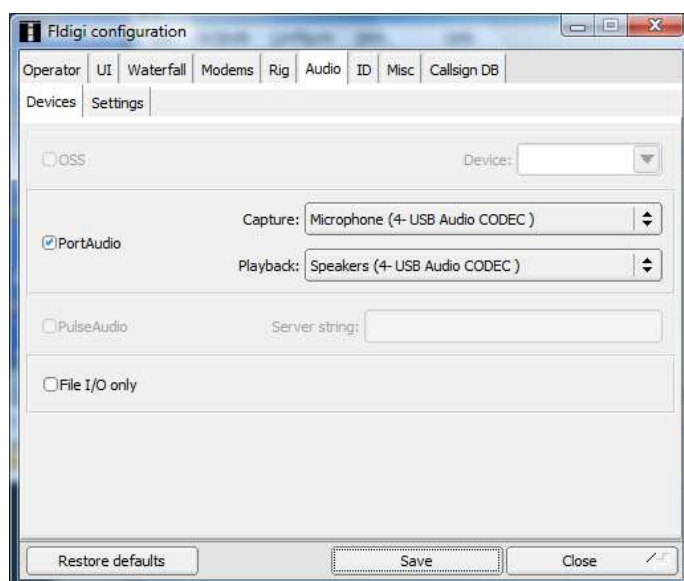 Fldigi configuration
Operator UI Waterfall Modems Rig Audio ID Misc Callsign DB
Devices Settings
OSS Device:
Capture: Microphone (4- USB Audio CODEC )
PortAudio
Playback: Speakers (4- USB Audio CODEC )
PulseAudio Server string:
File I/O only
Restore defaults Save Close